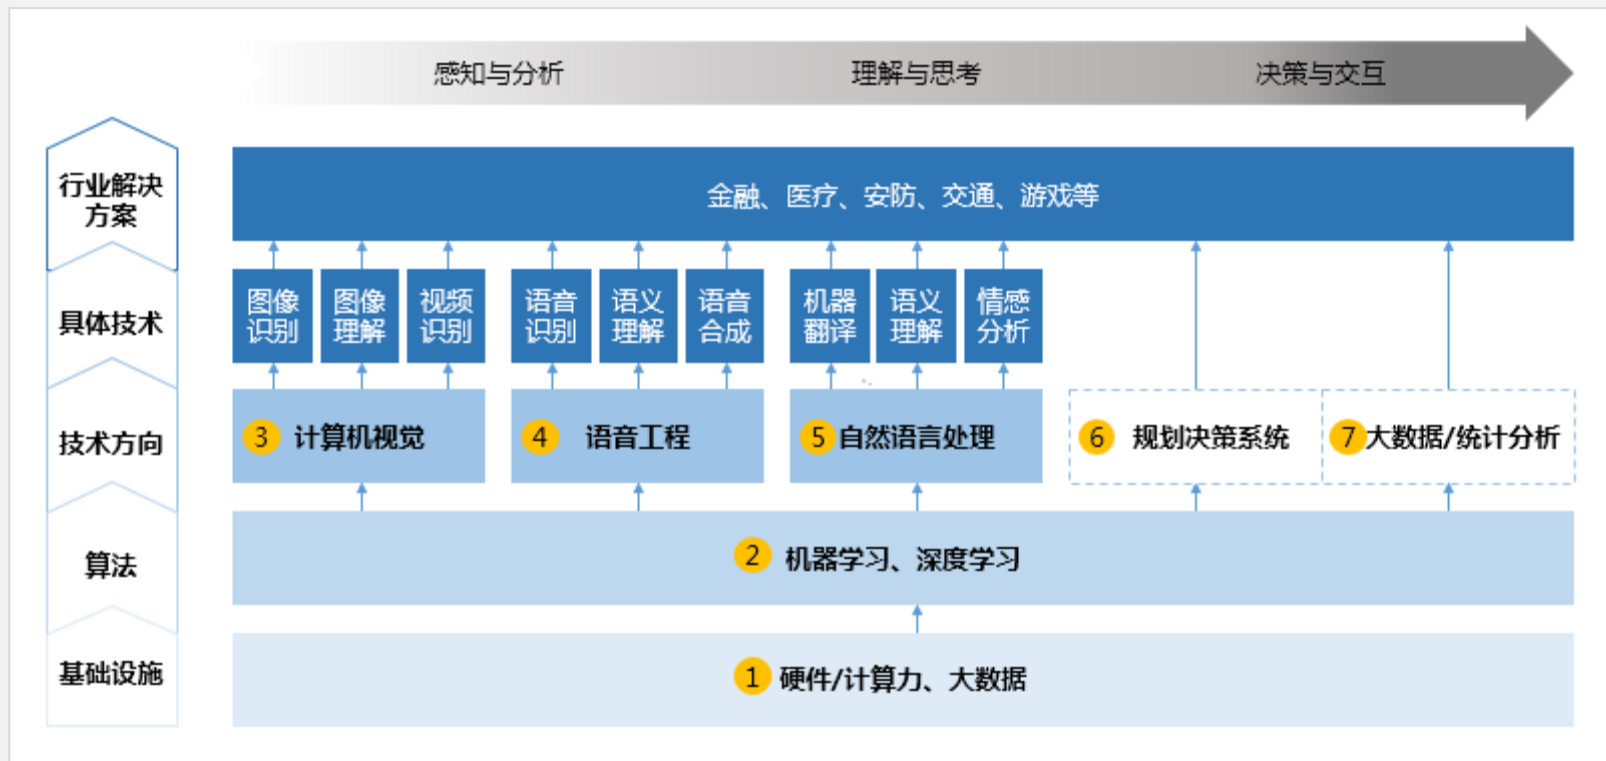 感知与分析
理解与思考
决策与交互
行业解决
方案
金融、医疗、安防、交通、游戏等
具体技术
图像
识别
图像
理解
视频
识别
语音
识别
语义
理解
语音
合成
机器
翻译
语义
理解
情感
分析
技术方向
3 计算机视觉
4 语音工程
5 自然语言处理
6 规划决策系统
7 大数据/统计分析
算法
2 机器学习、深度学习
基础设施
1 硬件/计算力、大数据